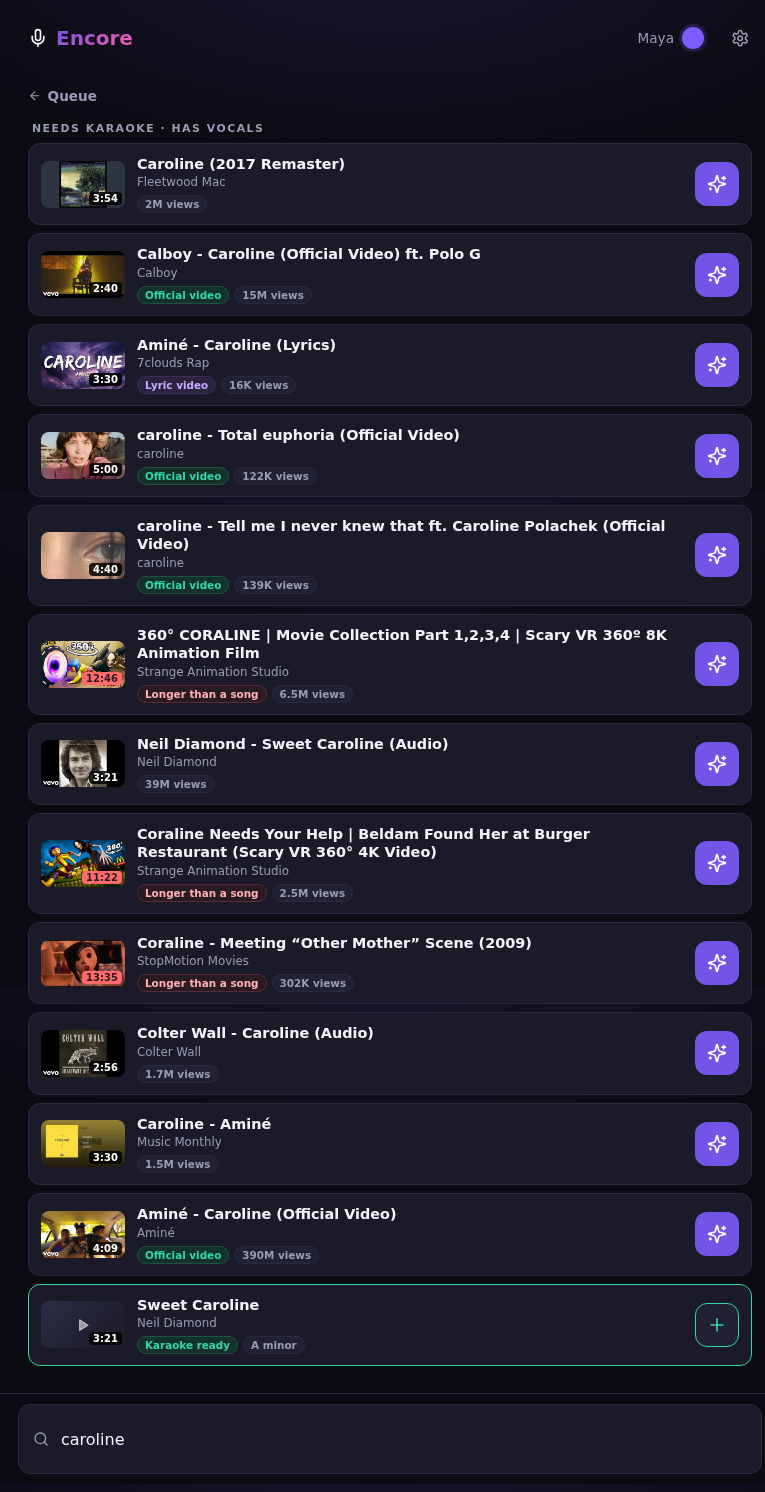 Encore
Maya
Queue
NEEDS KARAOKE · HAS VOCALS
3:54
Caroline (2017 Remaster)
Fleetwood Mac
2M views
vevo
2:40
Calboy - Caroline (Official Video) ft. Polo G
Calboy
Official video
15M views
CAROLINE
3:30
Aminé - Caroline (Lyrics)
7clouds Rap
Lyric video
16K views
5:00
caroline - Total euphoria (Official Video)
caroline
Official video
122K views
4:40
caroline - Tell me I never knew that ft. Caroline Polachek (Official
Video)
caroline
Official video
139K views
360°
12:46
360° CORALINE | Movie Collection Part 1,2,3,4 | Scary VR 360º 8K
Animation Film
Strange Animation Studio
Longer than a song
6.5M views
vevo
3:21
Neil Diamond - Sweet Caroline (Audio)
Neil Diamond
39M views
360°
11:22
Coraline Needs Your Help | Beldam Found Her at Burger
Restaurant (Scary VR 360° 4K Video)
Strange Animation Studio
Longer than a song
2.5M views
13:35
Coraline - Meeting “Other Mother” Scene (2009)
StopMotion Movies
Longer than a song
302K views
COLTER WALL
vevo
2:56
Colter Wall - Caroline (Audio)
Colter Wall
1.7M views
3:30
Caroline - Aminé
Music Monthly
1.5M views
vevo
4:09
Aminé - Caroline (Official Video)
Aminé
Official video
390M views
3:21
Sweet Caroline
Neil Diamond
Karaoke ready
A minor
caroline